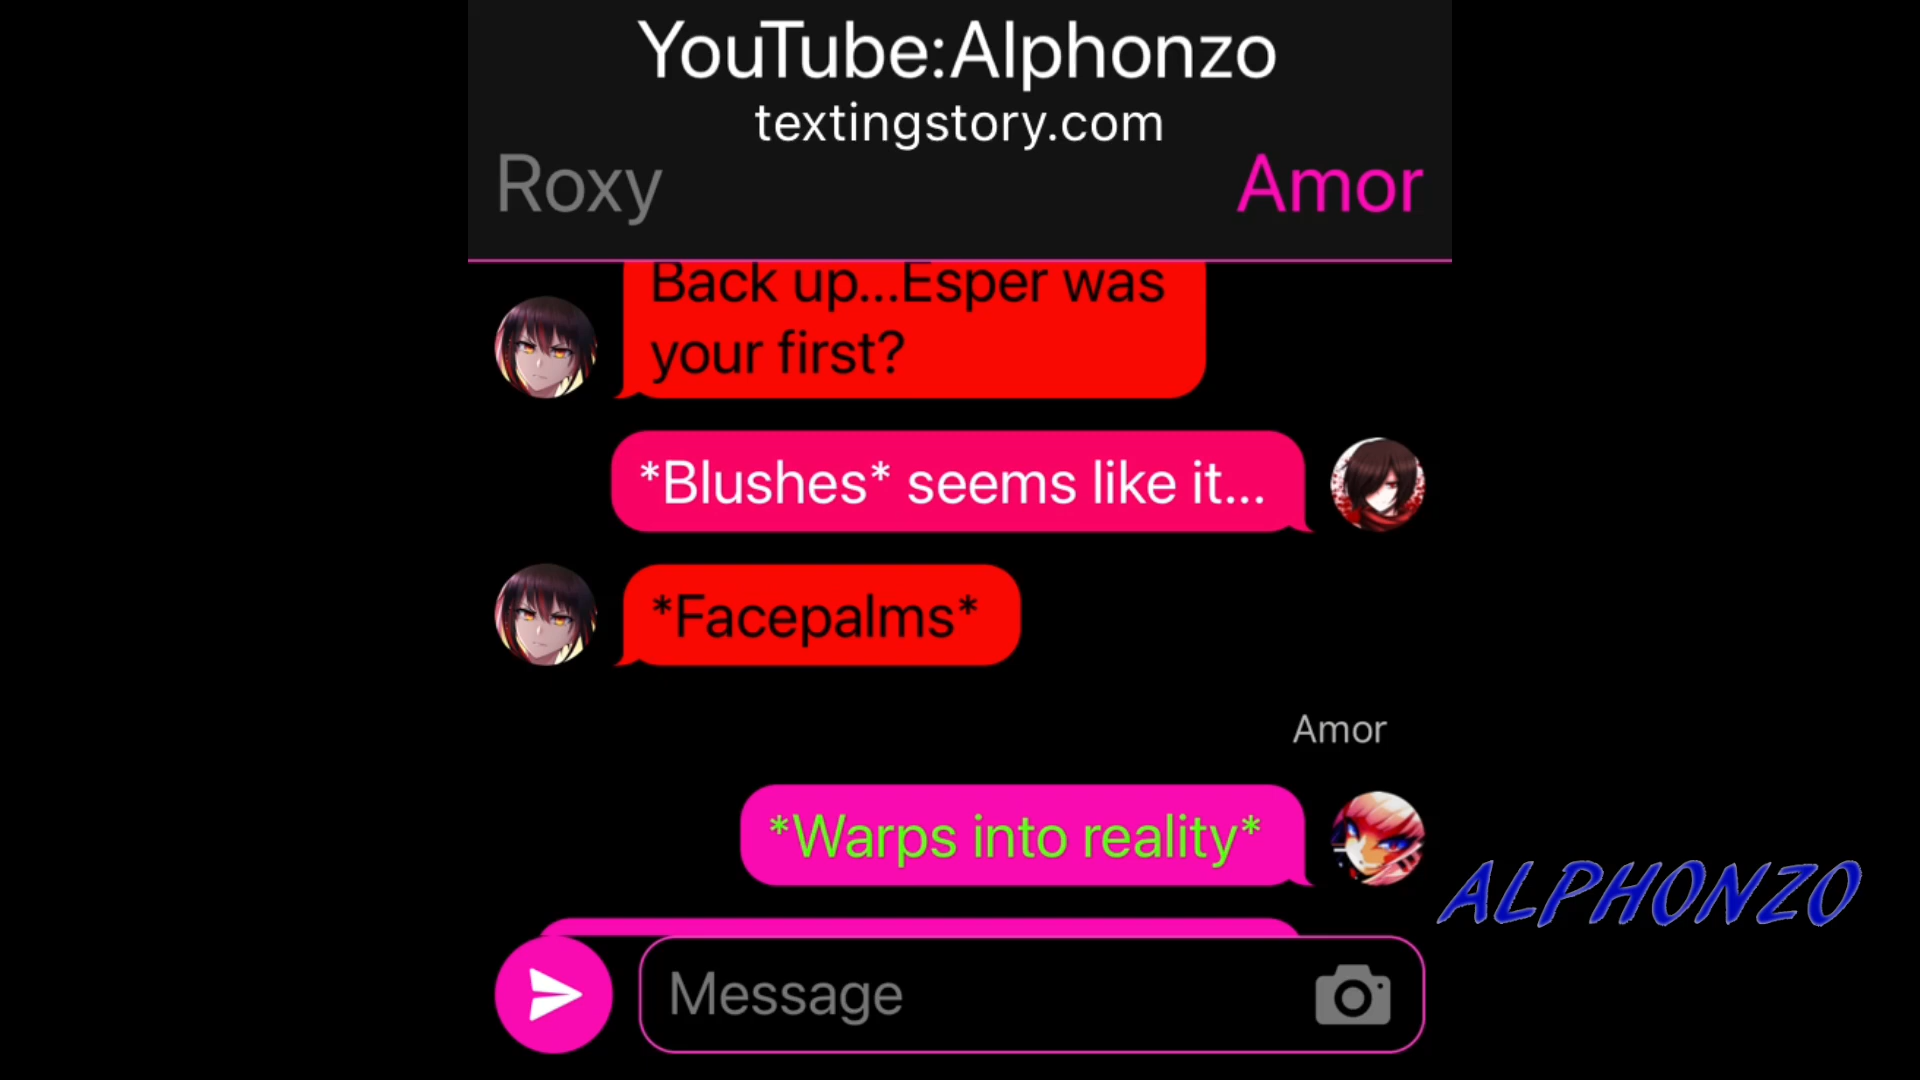 YouTube:Alphonzo
textingstory.com
Roxy
Amor
Back up...Esper was
your first?
*Blushes* seems like it...
*Facepalms*
Amor
*Warps into reality*
ALPHONZO
Message